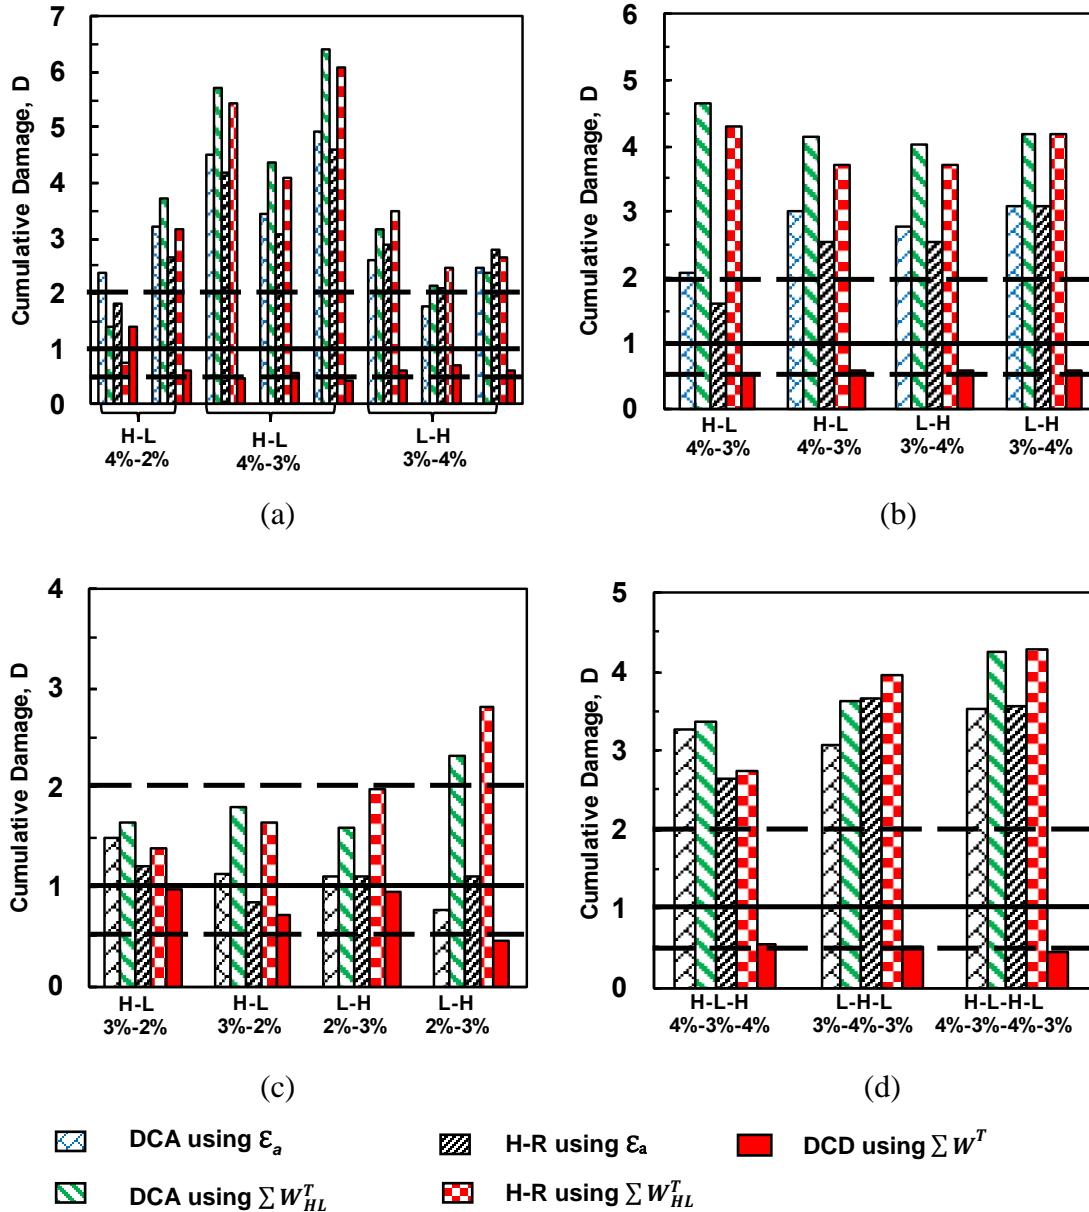 7
6
5
4
3
2
1
0
Cumulative Damage, D
H-L
4%-2%
H-L
4%-3%
L-H
3%-4%
(a)
6
5
4
3
2
1
0
Cumulative Damage, D
H-L
4%-3%
H-L
4%-3%
L-H
3%-4%
L-H
3%-4%
(b)
4
3
2
1
0
Cumulative Damage, D
H-L
3%-2%
H-L
3%-2%
L-H
2%-3%
L-H
2%-3%
(c)
5
4
3
2
1
0
Cumulative Damage, D
H-L-H
4%-3%-4%
L-H-L
3%-4%-3%
H-L-H-L
4%-3%-4%-3%
(d)
DCA using Ɛₐ
H-R using Ɛₐ
DCD using ∑ W^T
DCA using ∑ W^T_HL
H-R using ∑ W^T_HL